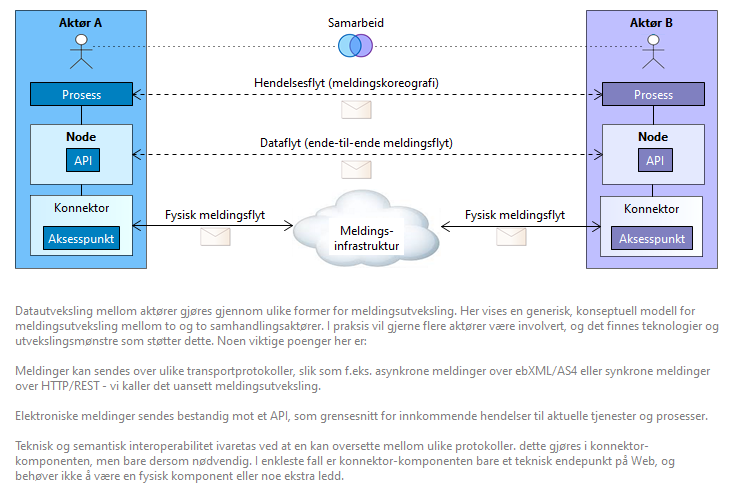 Aktør A
Samarbeid
Aktør B
Hendelsesflyt (meldingskoreografi)
Prosess
Prosess
Node
Dataflyt (ende-til-ende meldingsflyt)
Node
API
API
Konnektor
Fysisk meldingsflyt
Meldings-
infrastruktur
Fysisk meldingsflyt
Konnektor
Aksesspunkt
Aksesspunkt
Datautveksling mellom aktører gjøres gjennom ulike former for meldingsutveksling. Her vises en generisk, konseptuell modell for
meldingsutveksling mellom to og to samhandlingsaktører. I praksis vil gjerne flere aktører være involvert, og det finnes teknologier og
utvekslingsmønstre som støtter dette. Noen viktige poenger her er:
Meldinger kan sendes over ulike transportprotokoller, slik som f.eks. asynkrone meldinger over ebXML/AS4 eller synkrone meldinger
over HTTP/REST - vi kaller det uansett meldingsutveksling.
Elektroniske meldinger sendes bestandig mot et API, som grensesnitt for innkommende hendelser til aktuelle tjenester og prosesser.
Teknisk og semantisk interoperabilitet ivaretas ved at en kan oversette mellom ulike protokoller. dette gjøres i konnektor-
komponenten, men bare dersom nødvendig. I enkleste fall er konnektor-komponenten bare et teknisk endepunkt på Web, og
behøver ikke å være en fysisk komponent eller noe ekstra ledd.